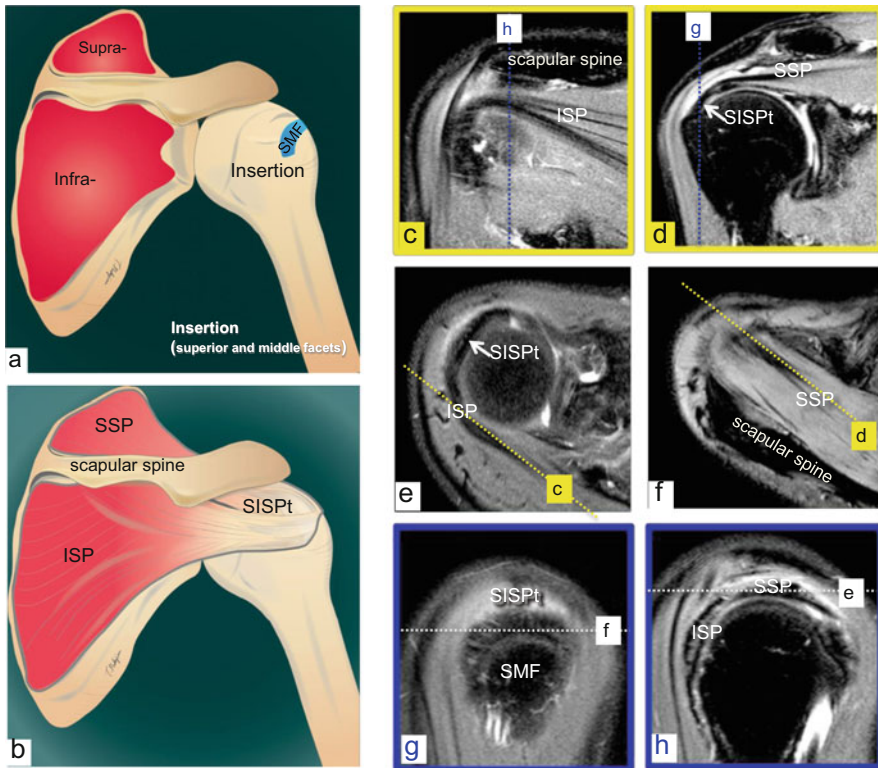 Supra-
SMF
Insertion
Infra-
Insertion
(superior and middle facets)
a
SSP
scapular spine
SISPt
ISP
b
h
scapular spine
ISP
c
g
SSP
SISPt
d
SISPt
ISP
c
e
SSP
d
scapular spine
f
SISPt
f
SMF
g
SSP
e
ISP
h